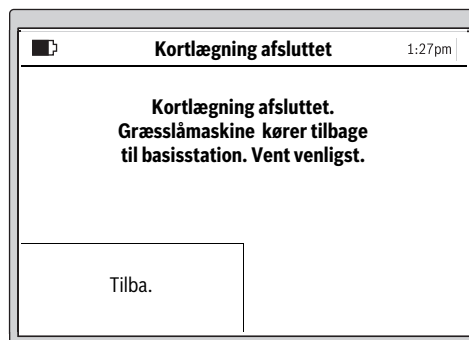 Kortlægning afsluttet 1:27pm
Kortlægning afsluttet.
Græsslåmaskine kører tilbage
til basisstation. Vent venligst.
Tilba.